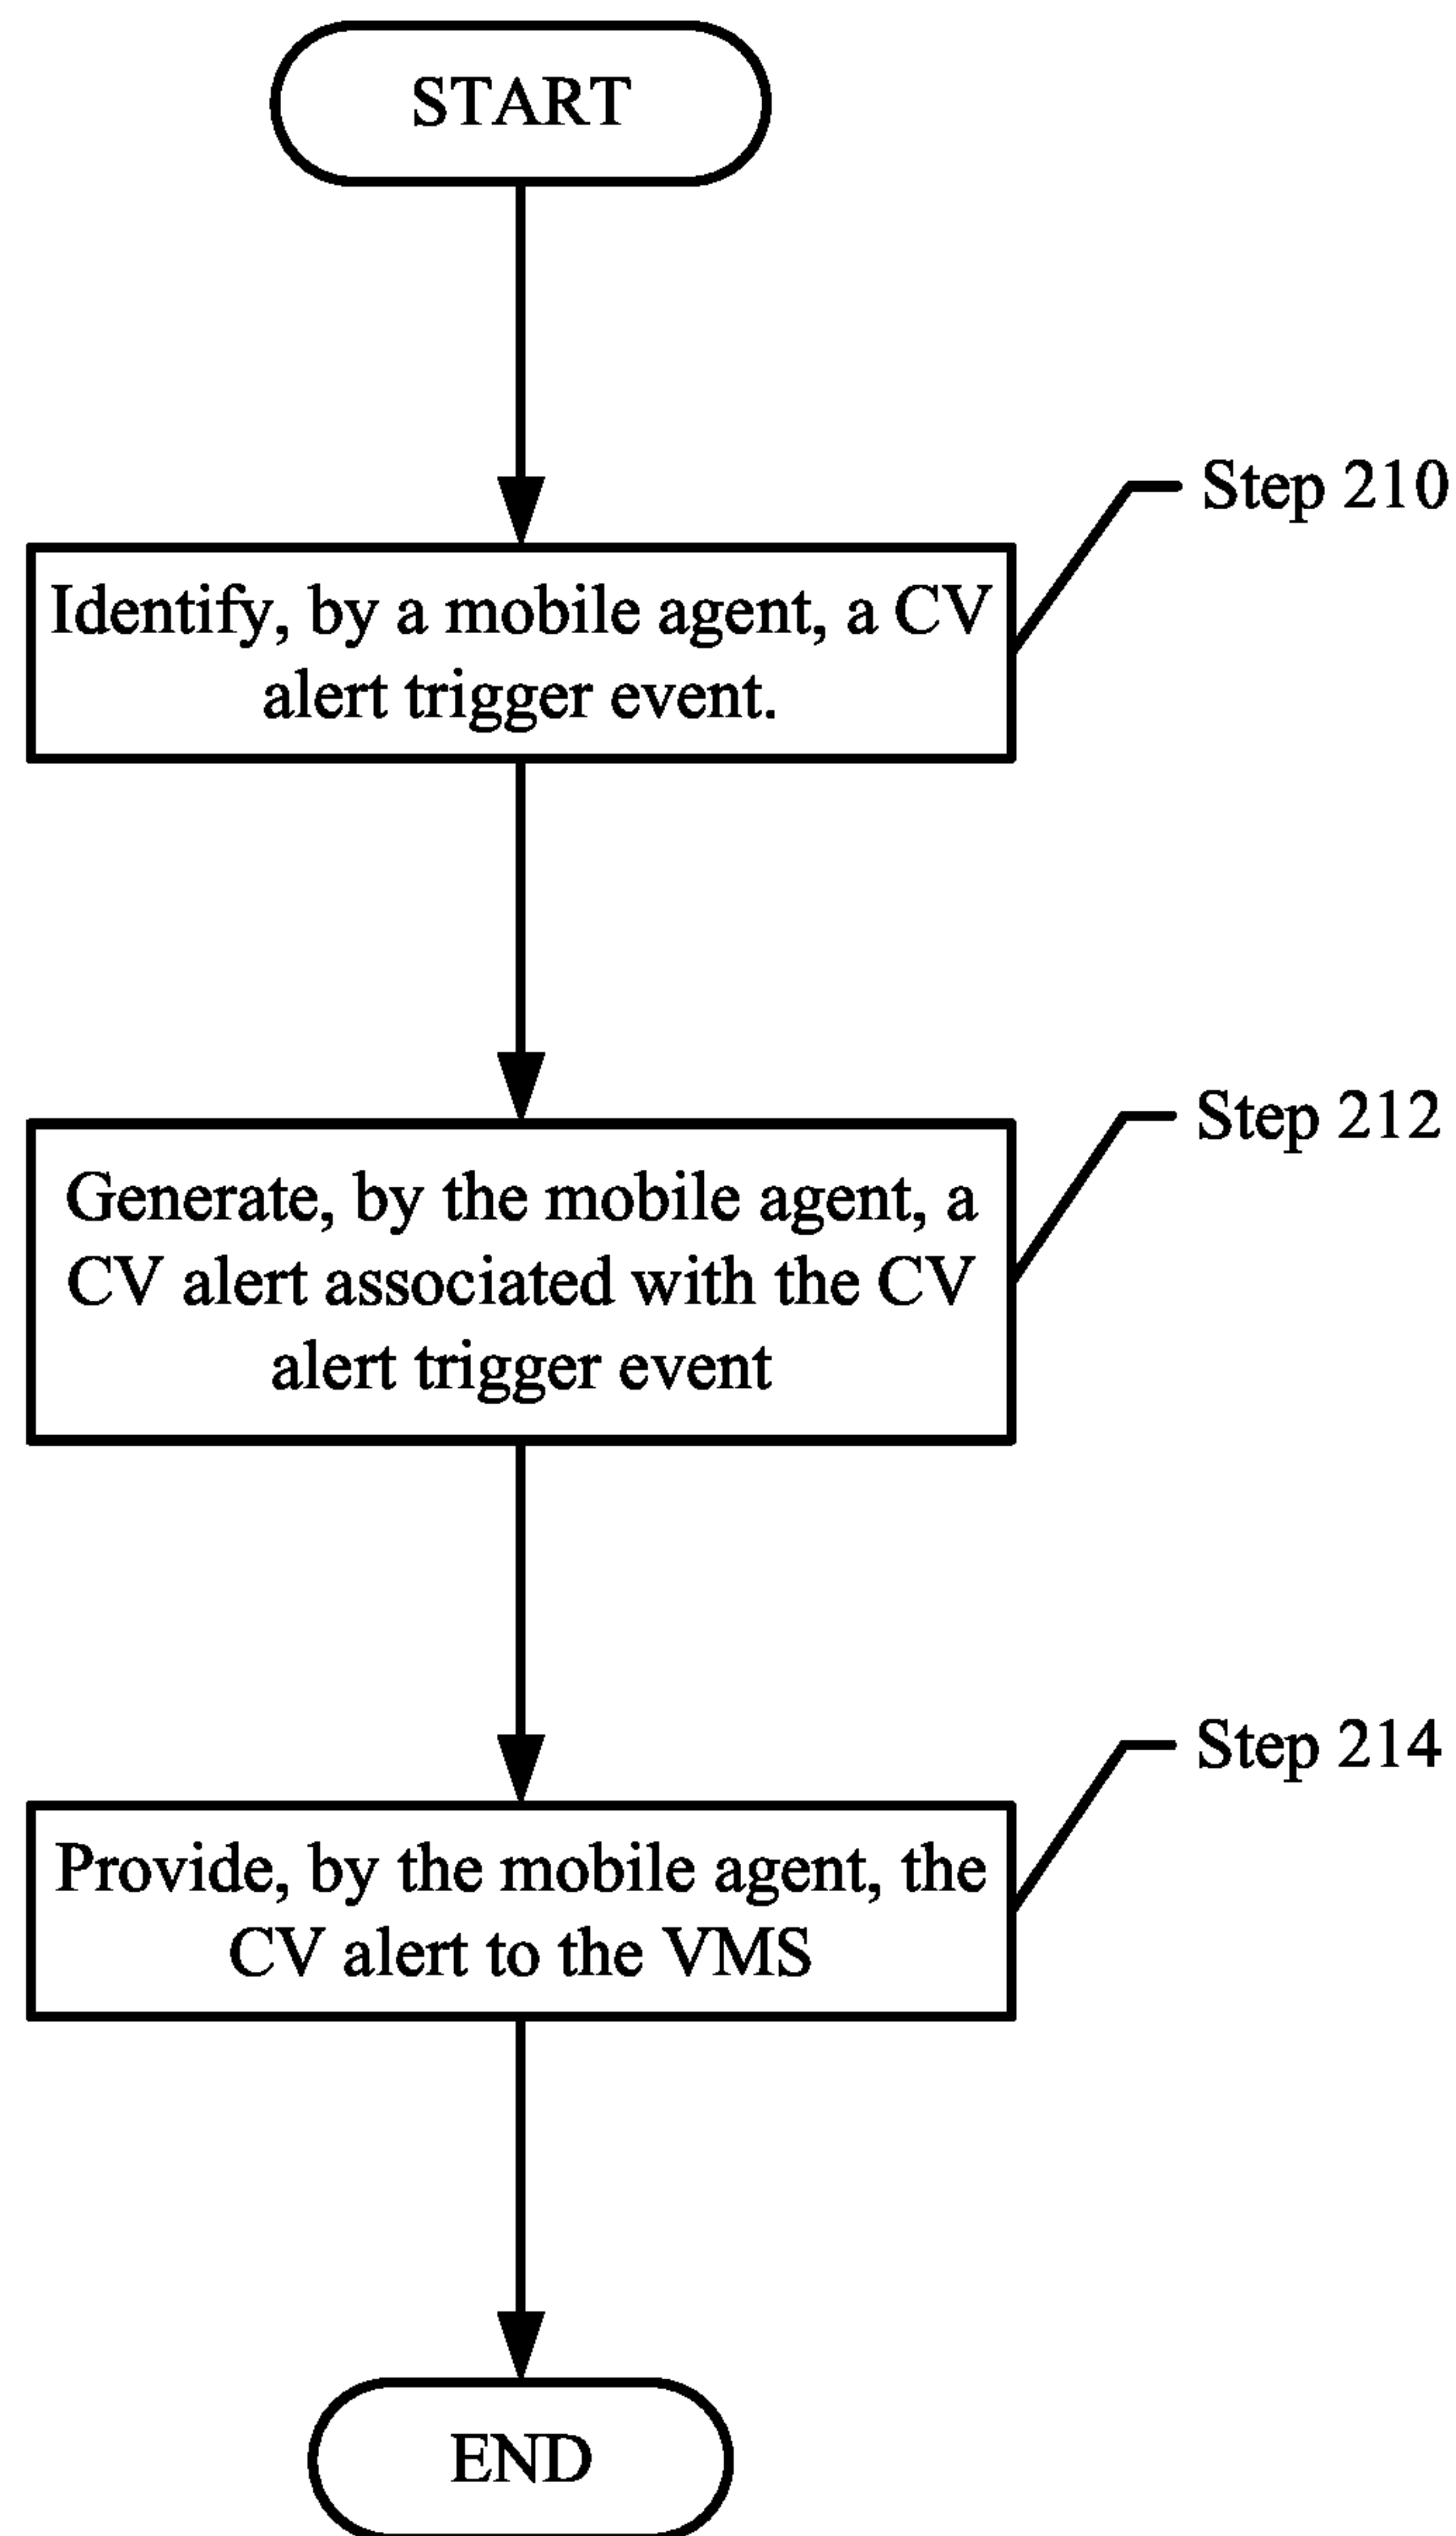 START
Step 210
Identify, by a mobile agent, a CV
alert trigger event.
Step 212
Generate, by the mobile agent, a
CV alert associated with the CV
alert trigger event
Step 214
Provide, by the mobile agent, the
CV alert to the VMS
END